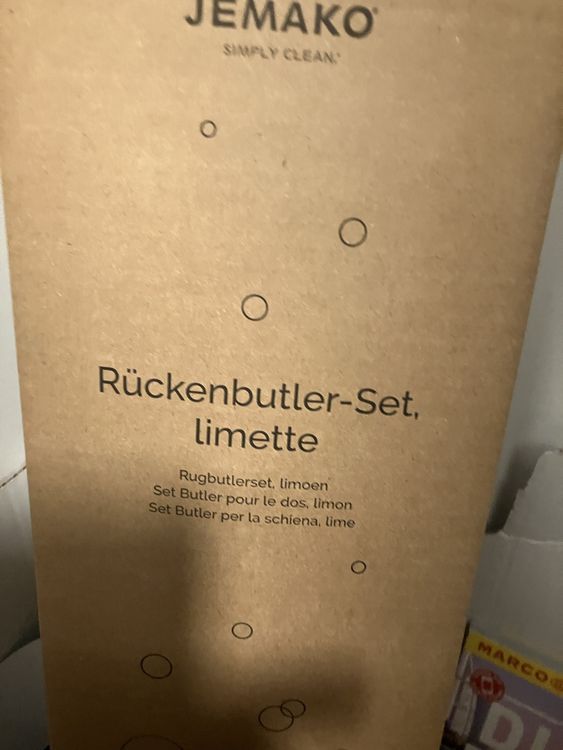 JEMAKO®
SIMPLY CLEAN.®
Rückenbutler-Set,
limette
Rugbutlerset, limoen
Set Butler pour le dos, limon
Set Butler per la schiena, lime
MARCO